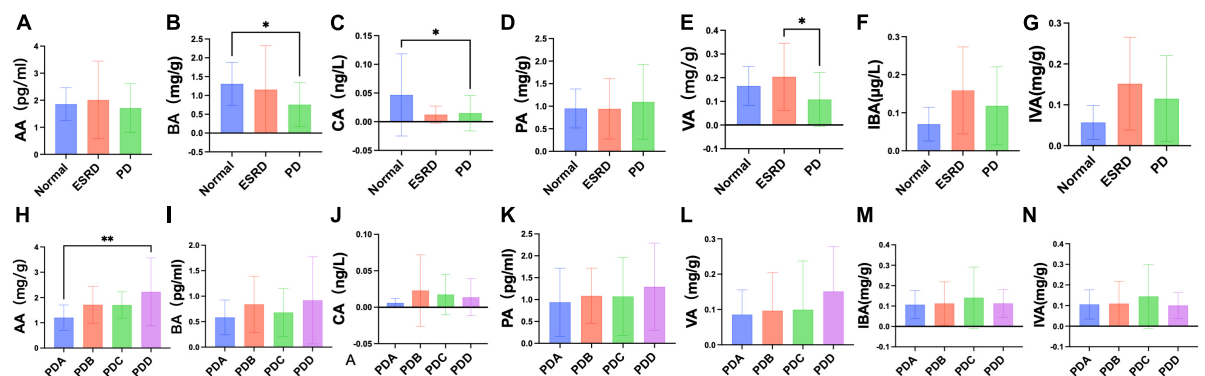 A
AA (pg/ml)
4
3
2
1
0
Normal
ESRD
PD
B
*
BA (mg/g)
2.5
2.0
1.5
1.0
0.5
0.0
-0.5
Normal
ESRD
PD
C
*
CA (ng/L)
0.15
0.10
0.05
0.00
-0.05
Normal
ESRD
PD
D
PA (mg/g)
2.5
2.0
1.5
1.0
0.5
0.0
Normal
ESRD
PD
E
*
VA (mg/g)
0.4
0.3
0.2
0.1
0.0
-0.1
Normal
ESRD
PD
F
IBA(µg/L)
0.3
0.2
0.1
0.0
Normal
ESRD
PD
G
IVA(mg/g)
0.3
0.2
0.1
0.0
Normal
ESRD
PD
H
**
AA (mg/g)
4
3
2
1
0
PDA
PDB
PDC
PDD
I
BA (pg/ml)
2.0
1.5
1.0
0.5
0.0
PDA
PDB
PDC
PDD
J
CA (ng/L)
0.10
0.05
0.00
-0.05
A
PDA
PDB
PDC
PDD
K
PA (pg/ml)
2.5
2.0
1.5
1.0
0.5
0.0
PDA
PDB
PDC
PDD
L
VA (mg/g)
0.3
0.2
0.1
0.0
PDA
PDB
PDC
PDD
M
IBA(mg/g)
0.4
0.3
0.2
0.1
0.0
-0.1
PDA
PDB
PDC
PDD
N
IVA(mg/g)
0.4
0.3
0.2
0.1
0.0
-0.1
PDA
PDB
PDC
PDD